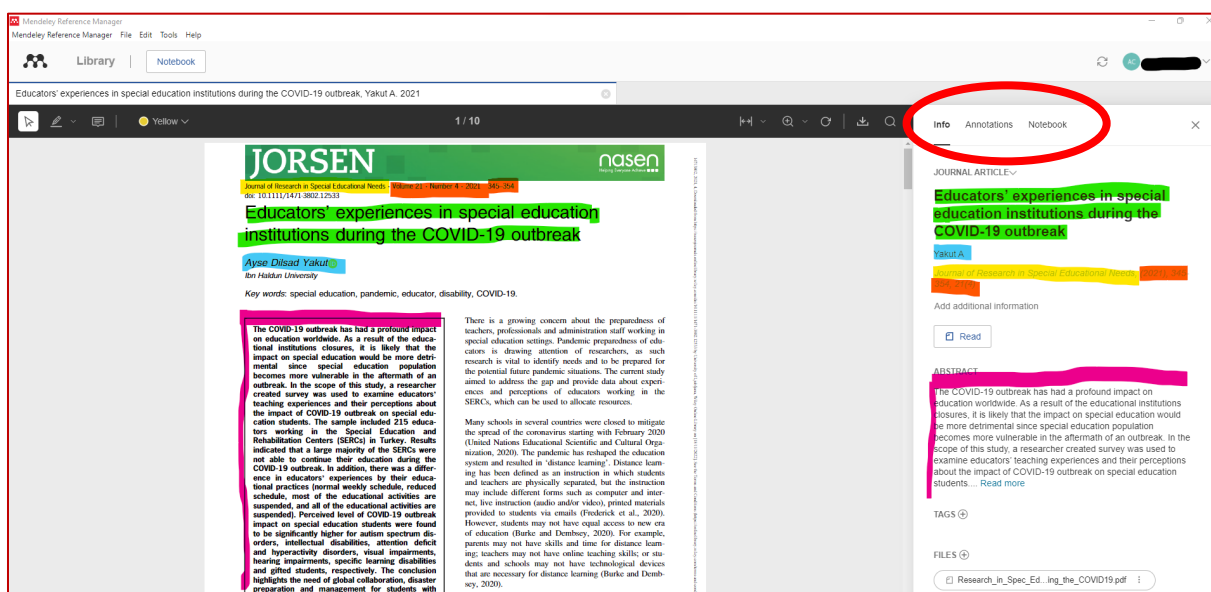 Mendeley Reference Manager
Mendeley Reference Manager File Edit Tools Help
Library
Notebook
AC
Educators' experiences in special education institutions during the COVID-19 outbreak, Yakut A. 2021
Yellow
1 / 10
JORSEN
nasen
Helping Everyone Achieve
Journal of Research in Special Educational Needs · Volume 21 · Number 4 · 2021 345–354
doi: 10.1111/1471-3802.12533
Educators' experiences in special education
institutions during the COVID-19 outbreak
Ayse Dilsad Yakut
Ibn Haldun University
Key words: special education, pandemic, educator, disability, COVID-19.
The COVID-19 outbreak has had a profound impact
on education worldwide. As a result of the educa-
tional institutions closures, it is likely that the
impact on special education would be more detri-
mental since special education population
becomes more vulnerable in the aftermath of an
outbreak. In the scope of this study, a researcher
created survey was used to examine educators'
teaching experiences and their perceptions about
the impact of COVID-19 outbreak on special edu-
cation students. The sample included 215 educa-
tors working in the Special Education and
Rehabilitation Centers (SERCs) in Turkey. Results
indicated that a large majority of the SERCs were
not able to continue their education during the
COVID-19 outbreak. In addition, there was a differ-
ence in educators' experiences by their educa-
tional practices (normal weekly schedule, reduced
schedule, most of the educational activities are
suspended, and all of the educational activities are
suspended). Perceived level of COVID-19 outbreak
impact on special education students were found
to be significantly higher for autism spectrum dis-
orders, intellectual disabilities, attention deficit
and hyperactivity disorders, visual impairments,
hearing impairments, specific learning disabilities
and gifted students, respectively. The conclusion
highlights the need of global collaboration, disaster
preparation and management for students with
There is a growing concern about the preparedness of
teachers, professionals and administration staff working in
special education settings. Pandemic preparedness of edu-
cators is drawing attention of researchers, as such
research is vital to identify needs and to be prepared for
the potential future pandemic situations. The current study
aimed to address the gap and provide data about experi-
ences and perceptions of educators working in the
SERCs, which can be used to allocate resources.
Many schools in several countries were closed to mitigate
the spread of the coronavirus starting with February 2020
(United Nations Educational Scientific and Cultural Orga-
nization, 2020). The pandemic has reshaped the education
system and resulted in 'distance learning'. Distance learn-
ing has been defined as an instruction in which students
and teachers are physically separated, but the instruction
may include different forms such as computer and inter-
net, live instruction (audio and/or video), printed materials
provided to students via emails (Frederick et al., 2020).
However, students may not have equal access to new era
of education (Burke and Dembsey, 2020). For example,
parents may not have skills and time for distance learn-
ing; teachers may not have online teaching skills; or stu-
dents and schools may not have technological devices
that are necessary for distance learning (Burke and Demb-
sey, 2020).
Info Annotations Notebook
JOURNAL ARTICLE
Educators' experiences in special
education institutions during the
COVID-19 outbreak
Yakut A
Journal of Research in Special Educational Needs, (2021), 345-
354, 21(4)
Add additional information
Read
ABSTRACT
The COVID-19 outbreak has had a profound impact on
education worldwide. As a result of the educational institutions
closures, it is likely that the impact on special education would
be more detrimental since special education population
becomes more vulnerable in the aftermath of an outbreak. In the
scope of this study, a researcher created survey was used to
examine educators' teaching experiences and their perceptions
about the impact of COVID-19 outbreak on special education
students.... Read more
TAGS
FILES
Research_in_Spec_Ed...ing_the_COVID19.pdf